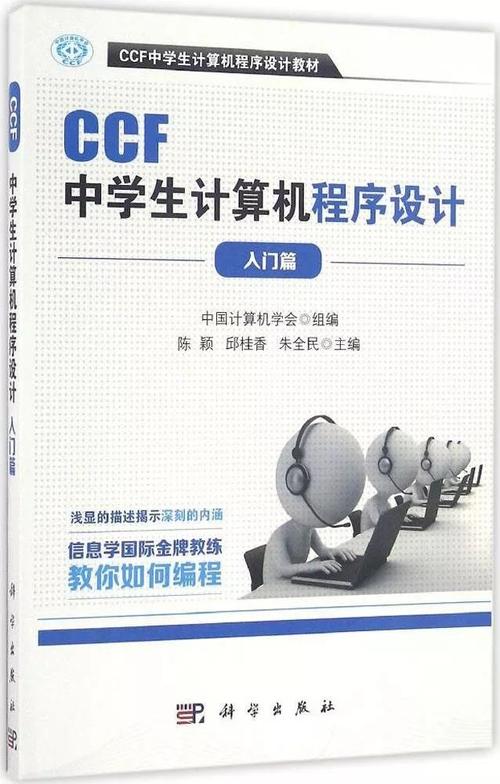 CCF中学生计算机程序设计教材
CCF
中学生计算机程序设计
入门篇
中国计算机学会◎组编
陈 颖 邱桂香 朱全民◎主编
浅显的描述揭示深刻的内涵
信息学国际金牌教练
教你如何编程
科学出版社
CCF 中学生计算机程序设计 入门篇
科学出版社